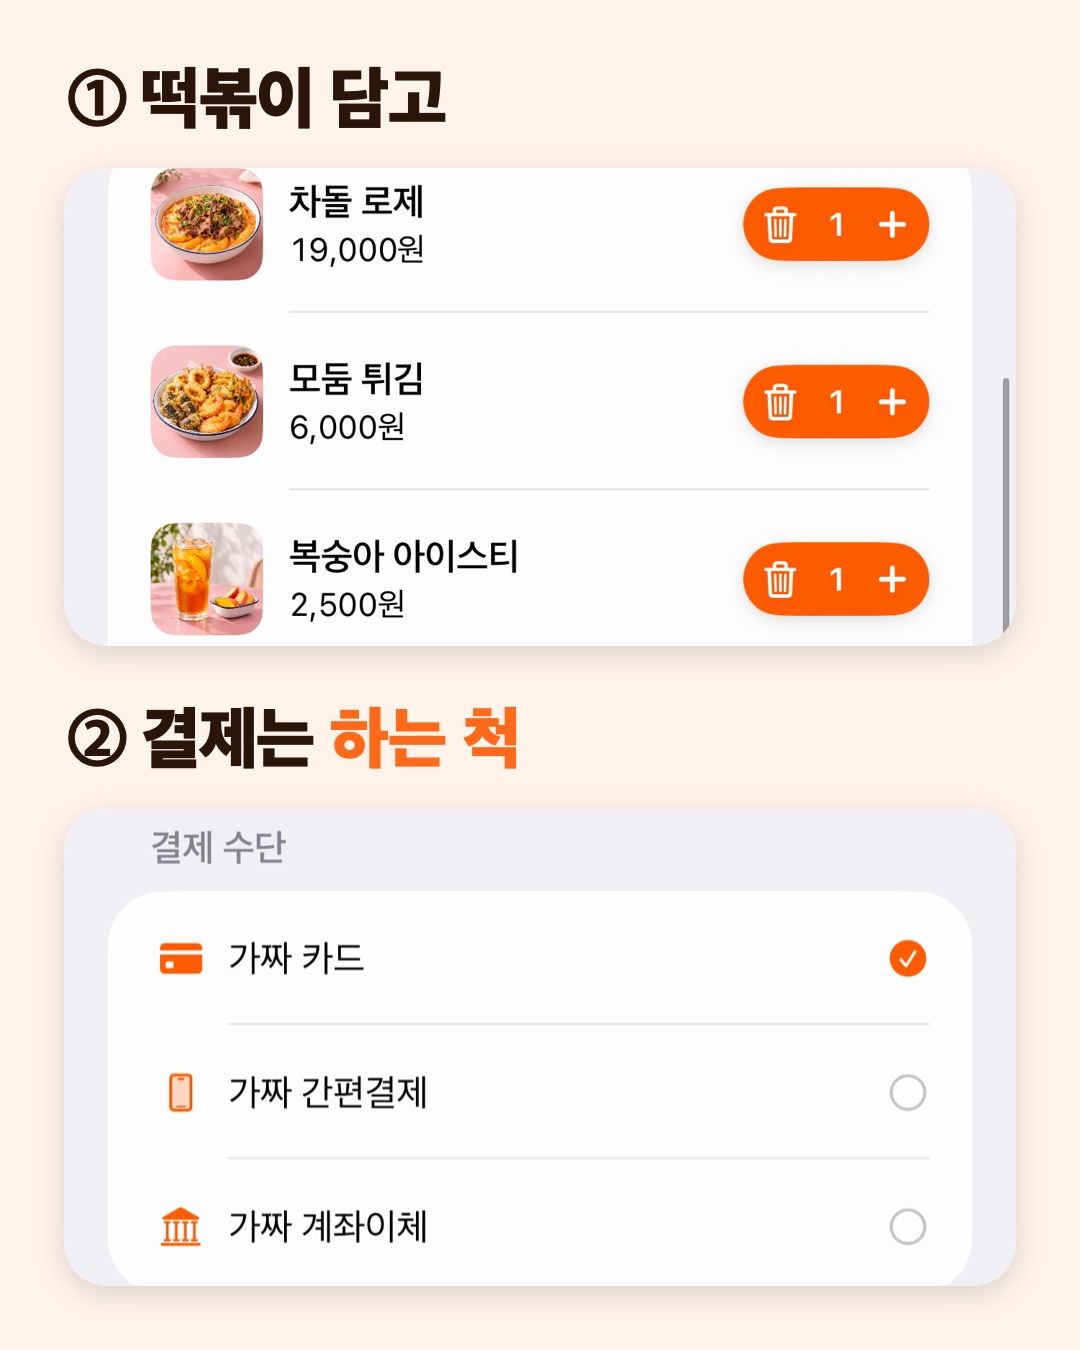 ① 떡볶이 담고
차돌 로제
19,000원
1
모둠 튀김
6,000원
1
복숭아 아이스티
2,500원
1
② 결제는 하는 척
결제 수단
가짜 카드
가짜 간편결제
가짜 계좌이체